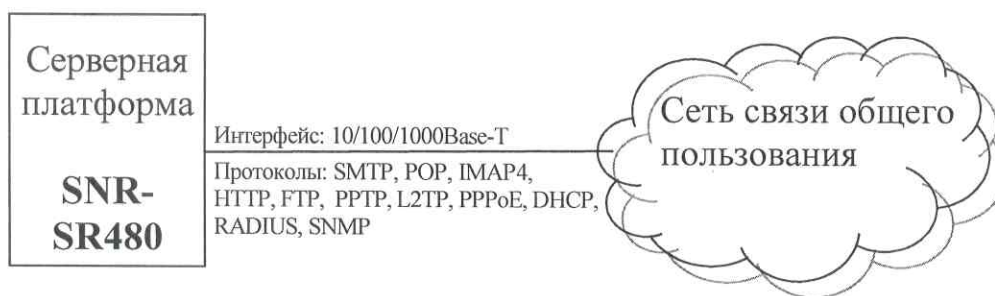 Серверная
платформа
SNR-
SR480
Интерфейс: 10/100/1000Base-T
Протоколы: SMTP, POP, IMAP4,
HTTP, FTP, PPTP, L2TP, PPPoE, DHCP,
RADIUS, SNMP
Сеть связи общего
пользования